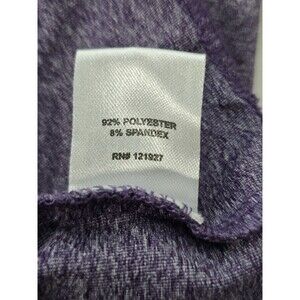 92% POLYESTER
8% SPANDEX
RN# 121927